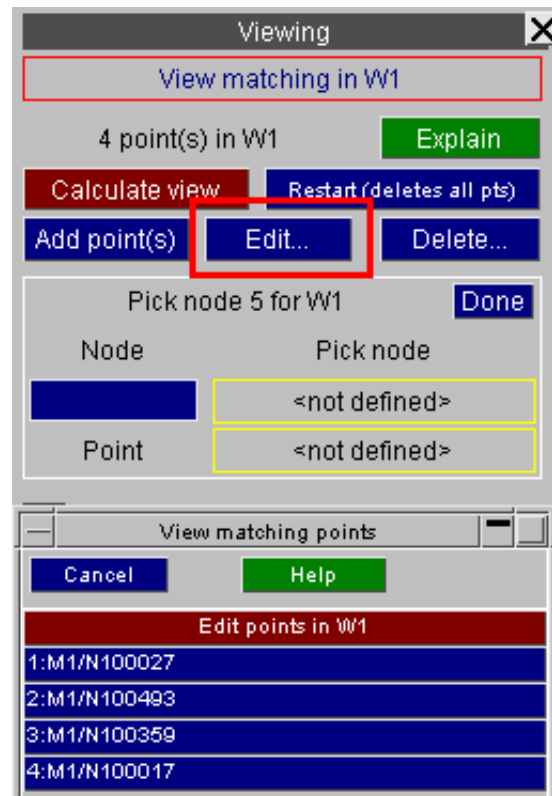 Viewing
View matching in W1
4 point(s) in W1 Explain
Calculate view Restart (deletes all pts)
Add point(s) Edit... Delete...
Pick node 5 for W1 Done
Node Pick node
<not defined>
Point <not defined>
View matching points
Cancel Help
Edit points in W1
1:M1/N100027
2:M1/N100493
3:M1/N100359
4:M1/N100017